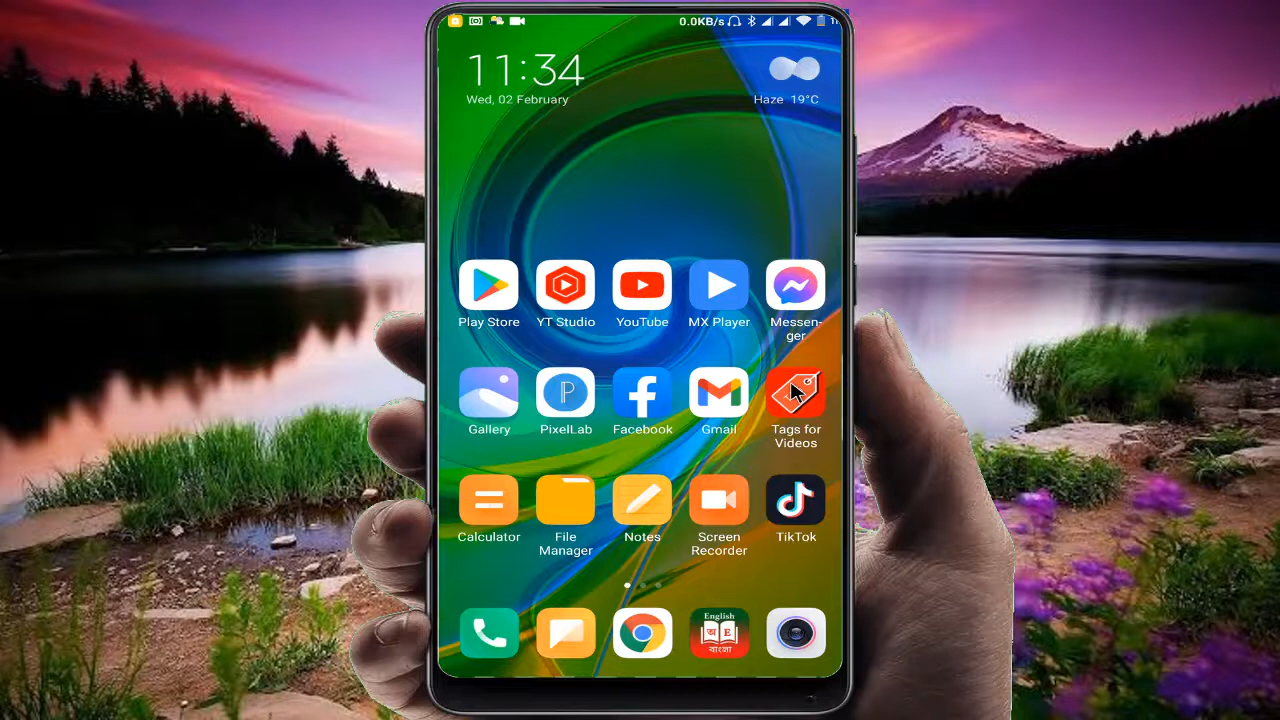 0.0KB/s
11:34
Wed, 02 February
Haze 19°C
Play Store
YT Studio
YouTube
MX Player
Messen-
ger
Gallery
PixelLab
Facebook
Gmail
Tags for
Videos
Calculator
File
Manager
Notes
Screen
Recorder
TikTok
English
অ E
বাংলা